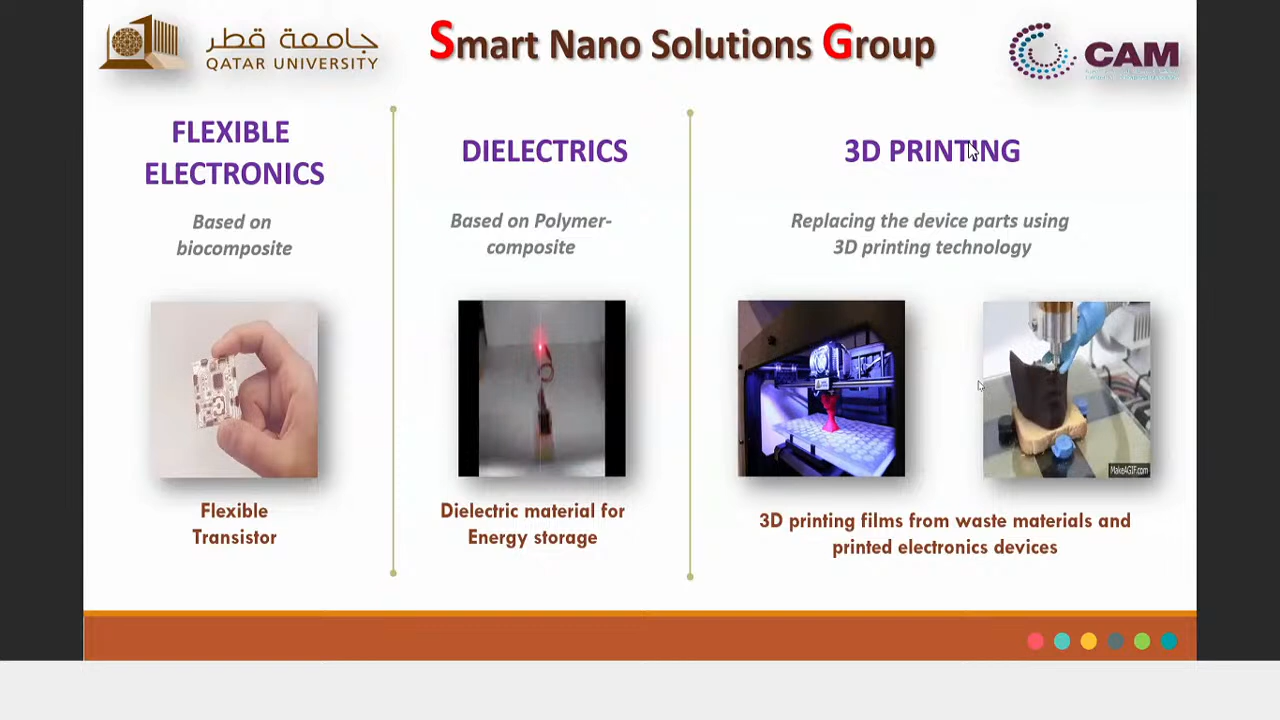 جامعة قطر
QATAR UNIVERSITY
Smart Nano Solutions Group
CAM
FLEXIBLE
ELECTRONICS
Based on
biocomposite
Flexible
Transistor
DIELECTRICS
Based on Polymer-
composite
Dielectric material for
Energy storage
3D PRINTING
Replacing the device parts using
3D printing technology
MakeAGIF.com
3D printing films from waste materials and
printed electronics devices